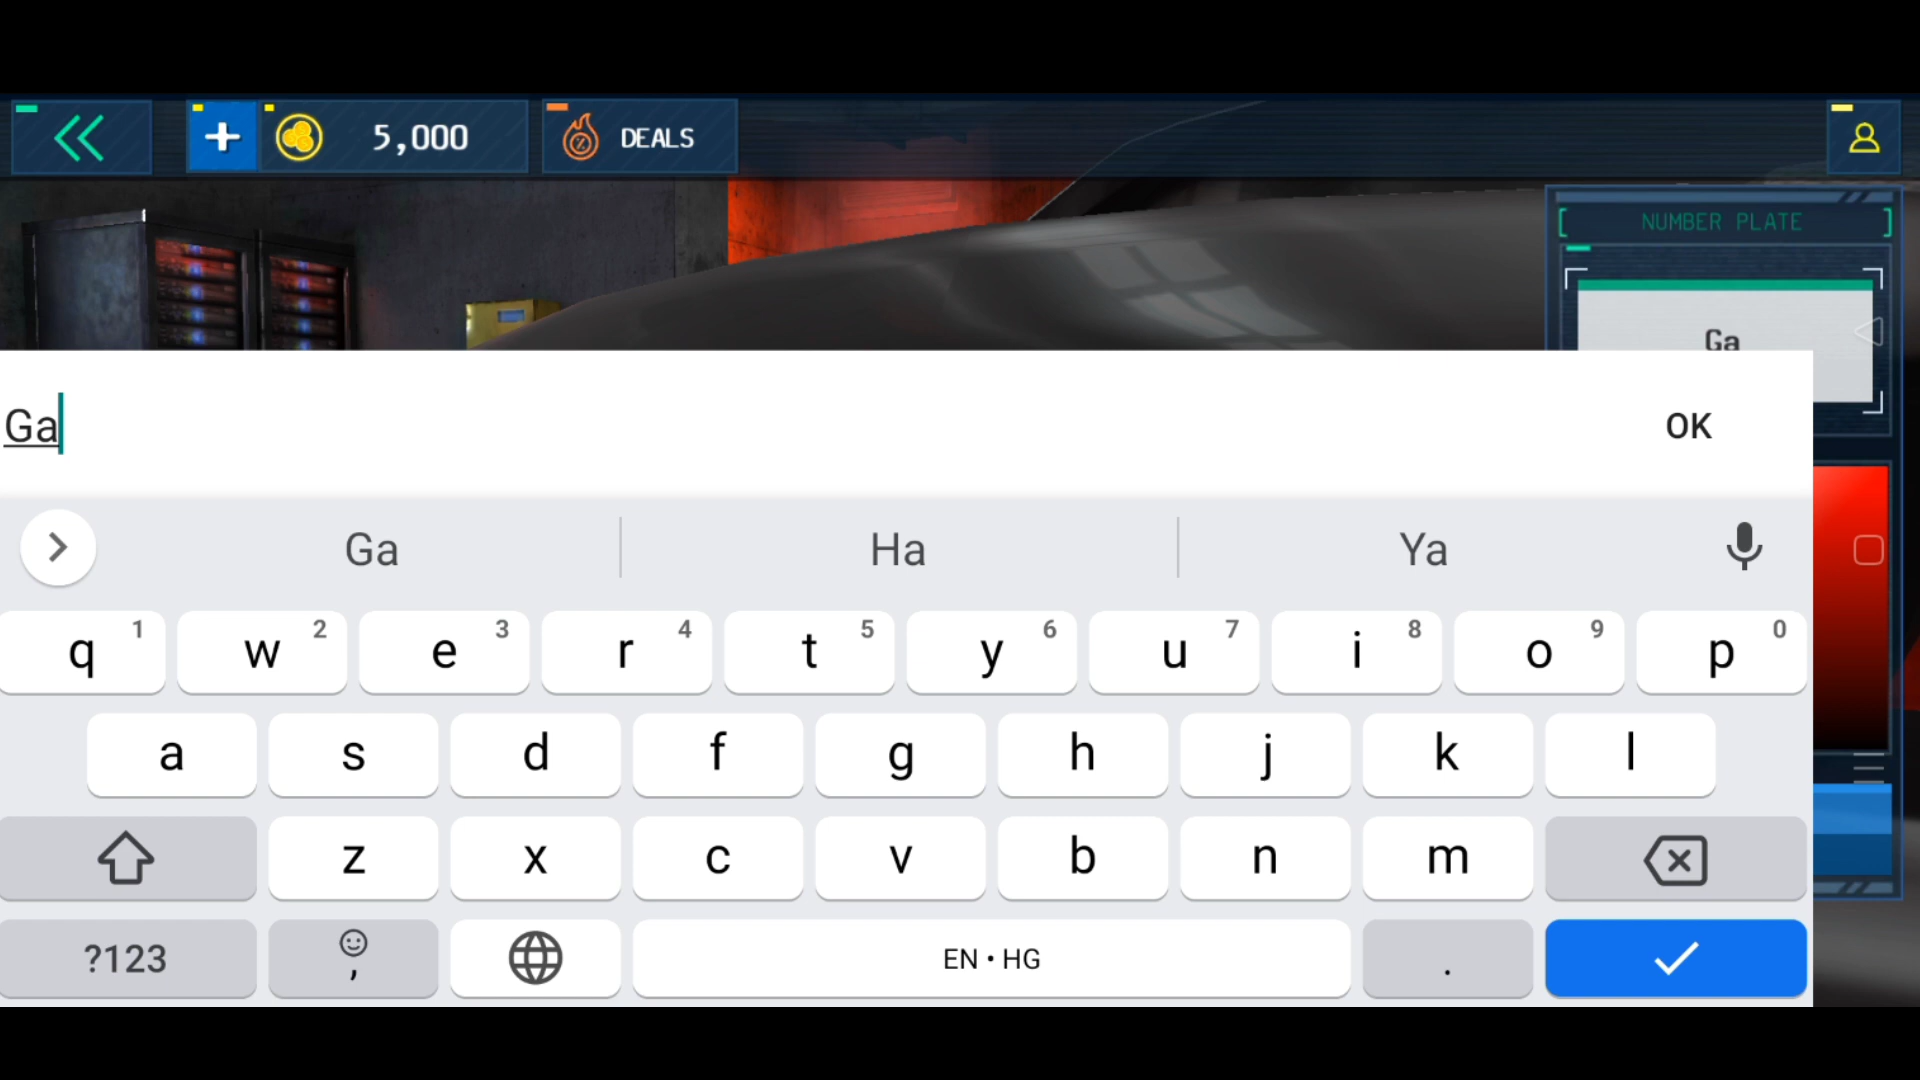 5,000
DEALS
NUMBER PLATE
Ga
Ga
OK
Ga
Ha
Ya
q 1 w 2 e 3 r 4 t 5 y 6 u 7 i 8 o 9 p 0
a s d f g h j k l
z x c v b n m
?123 , EN • HG .